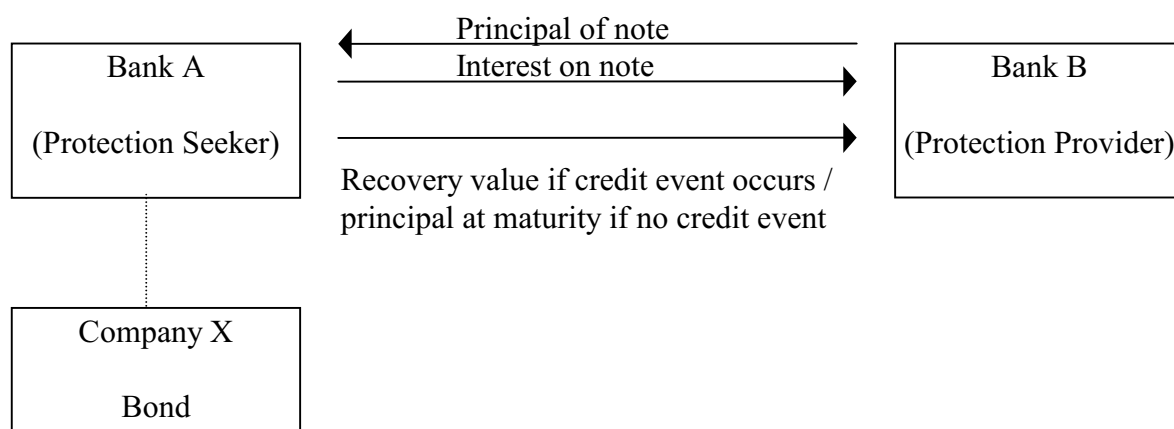 Principal of note
Bank A
(Protection Seeker)
Interest on note
Bank B
(Protection Provider)
Recovery value if credit event occurs /
principal at maturity if no credit event
Company X
Bond